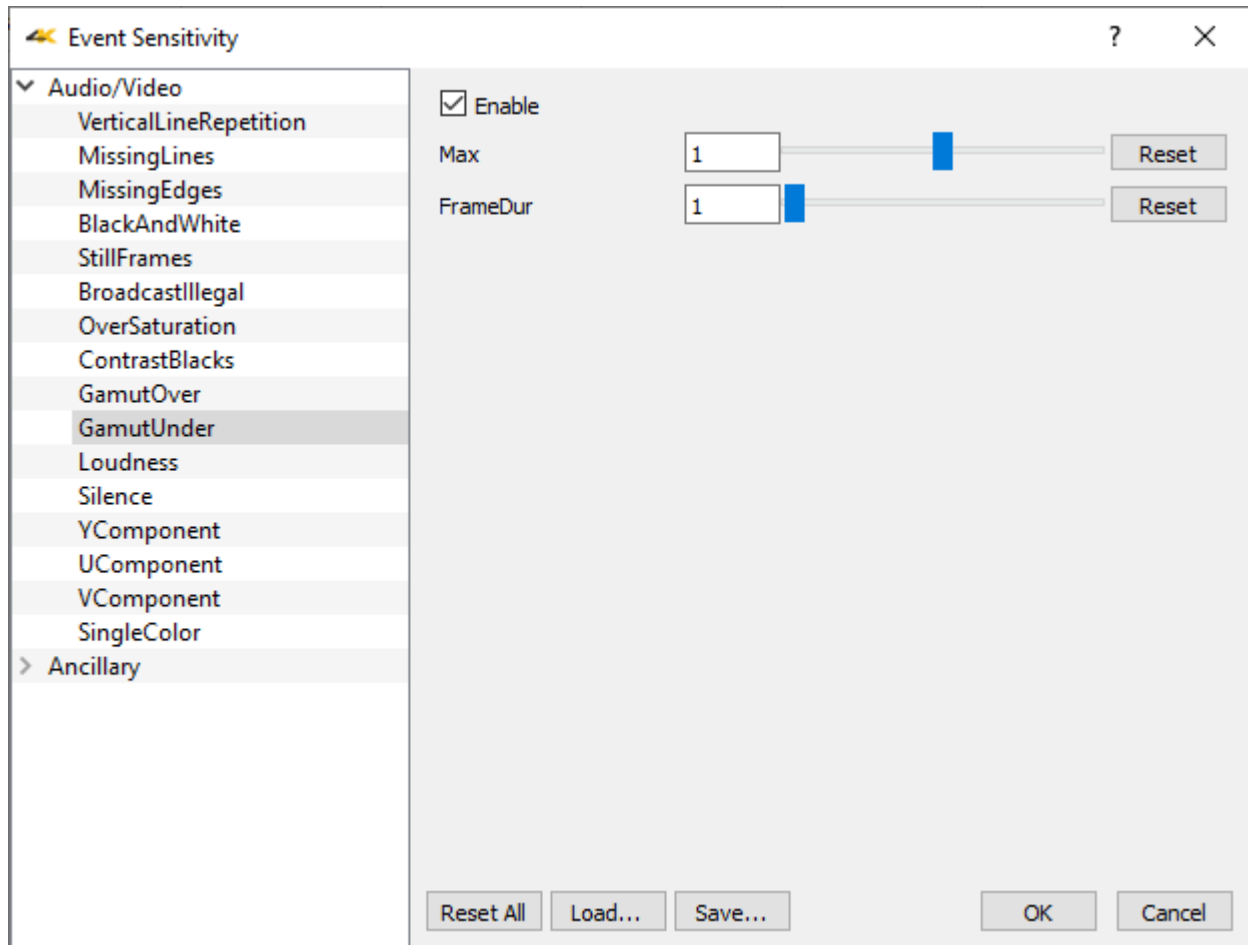 4K Event Sensitivity ?
Audio/Video
VerticalLineRepetition
MissingLines
MissingEdges
BlackAndWhite
StillFrames
BroadcastIllegal
OverSaturation
ContrastBlacks
GamutOver
GamutUnder
Loudness
Silence
YComponent
UComponent
VComponent
SingleColor
Ancillary
Enable
Max 1 Reset
FrameDur 1 Reset
Reset All Load... Save... OK Cancel